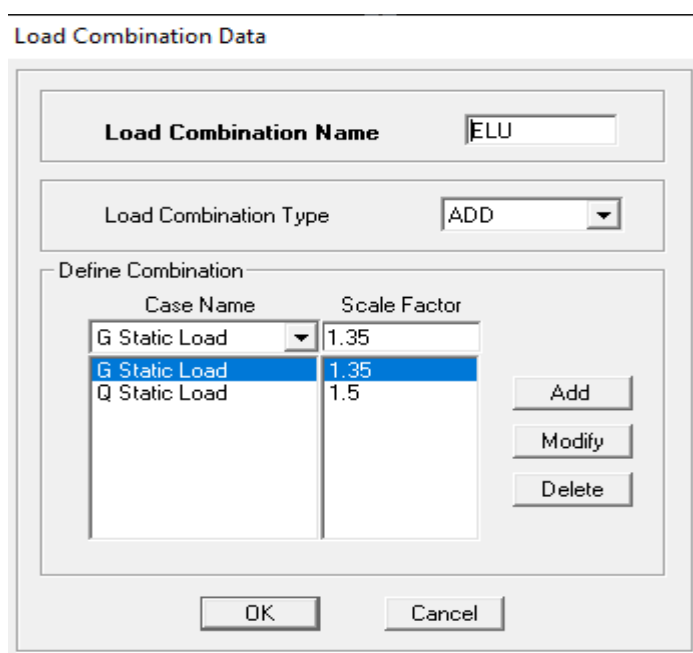 Load Combination Data
Load Combination Name ELU
Load Combination Type ADD
Define Combination
Case Name Scale Factor
G Static Load 1.35
G Static Load 1.35
Q Static Load 1.5
Add
Modify
Delete
OK Cancel